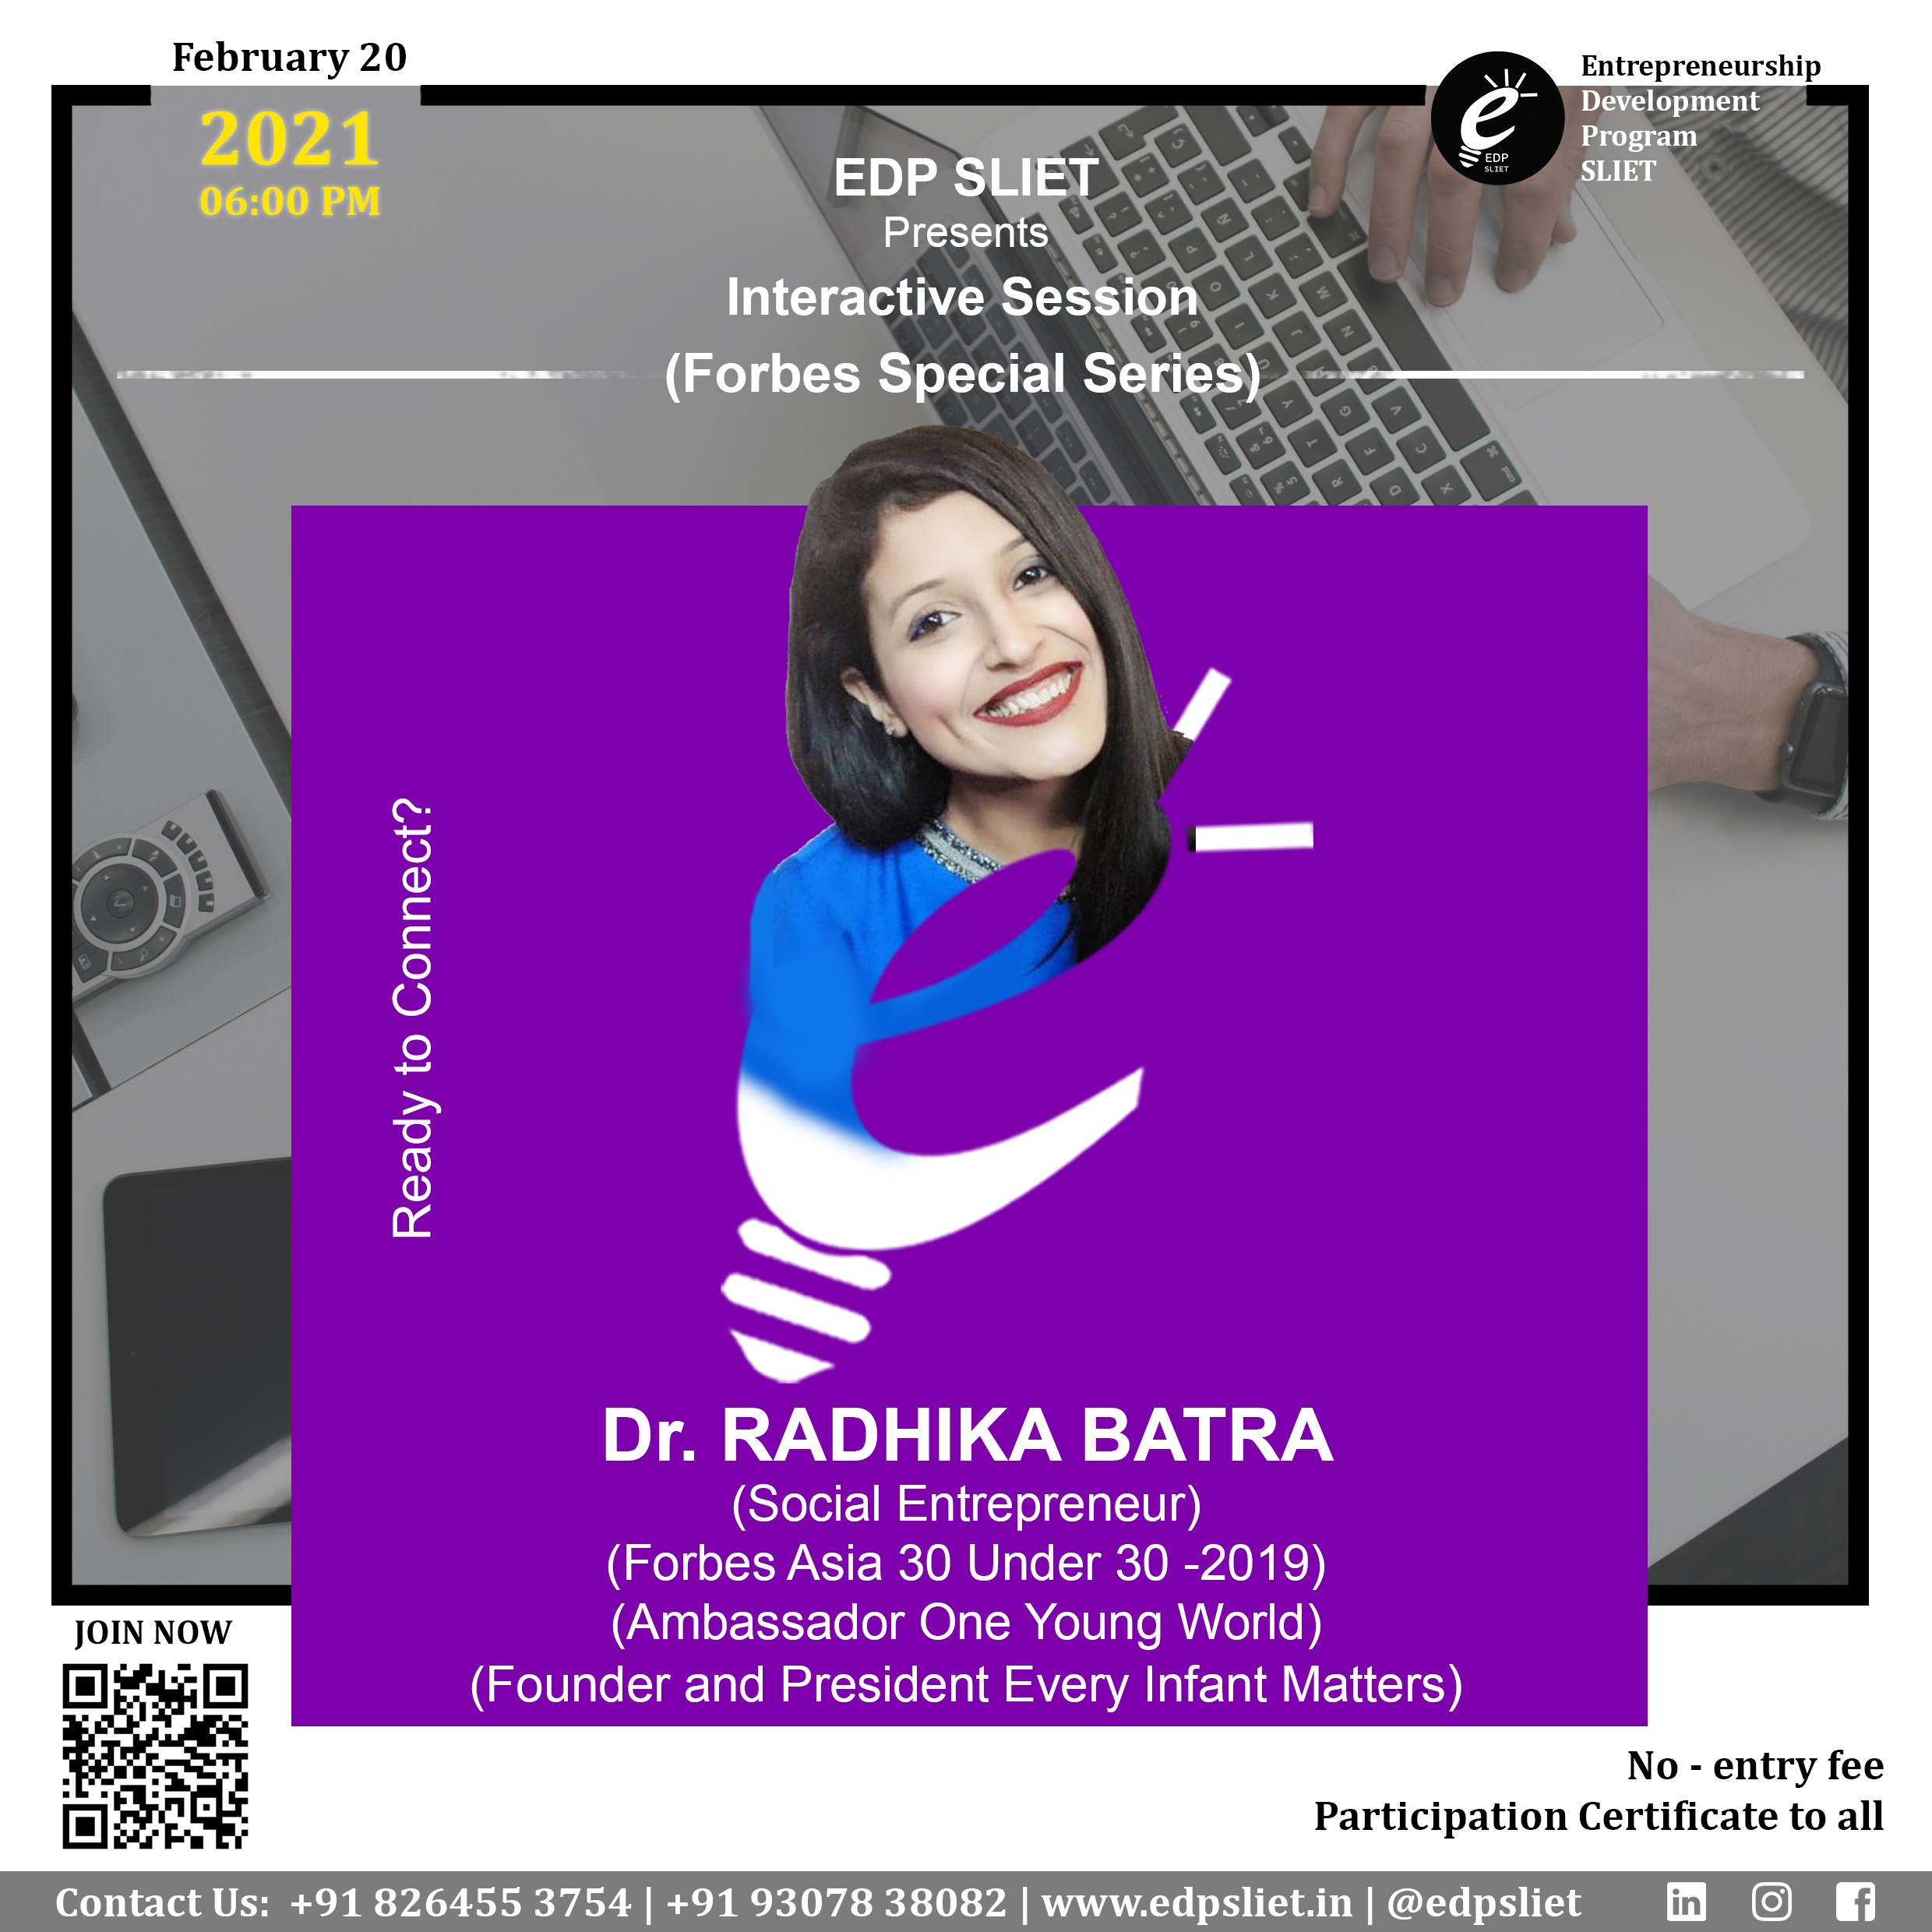 February 20
2021
06:00 PM
EDP
SLIET
Entrepreneurship
Development
Program
SLIET
EDP SLIET
Presents
Interactive Session
(Forbes Special Series)
Ready to Connect?
Dr. RADHIKA BATRA
(Social Entrepreneur)
(Forbes Asia 30 Under 30 -2019)
(Ambassador One Young World)
(Founder and President Every Infant Matters)
JOIN NOW
No - entry fee
Participation Certificate to all
Contact Us: +91 826455 3754 | +91 93078 38082 | www.edpsliet.in | @edpsliet